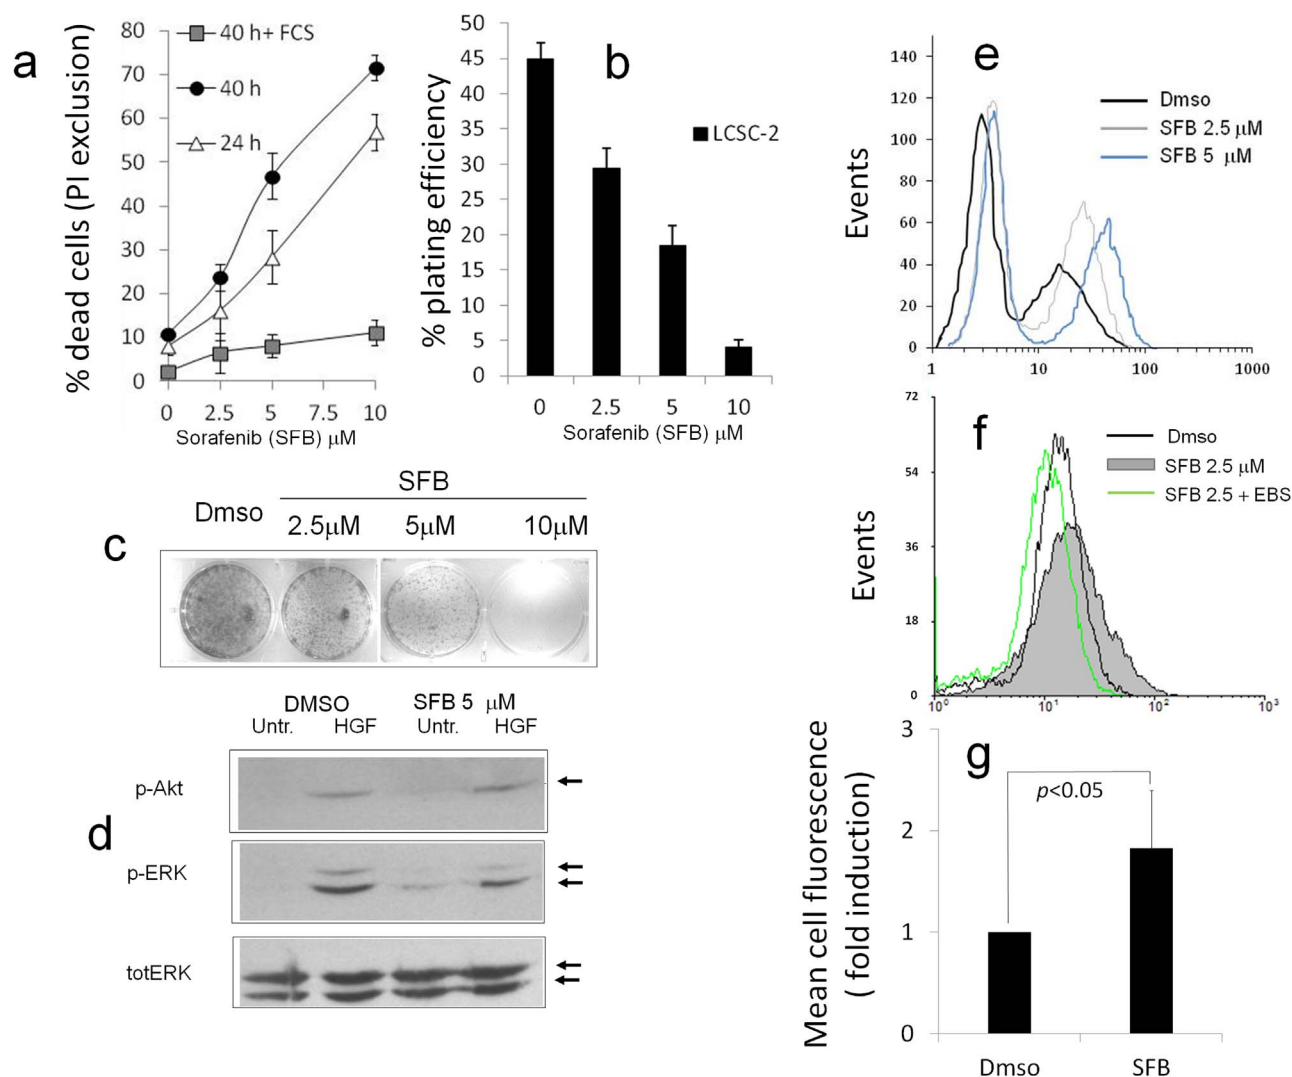 a
% dead cells (PI exclusion)
80
70
60
50
40
30
20
10
0
40 h+ FCS
40 h
24 h
0 2.5 5 7.5 10
Sorafenib (SFB) μM
b
% plating efficiency
50
45
40
35
30
25
20
15
10
5
0
LCSC-2
0 2.5 5 10
Sorafenib (SFB) μM
c
SFB
Dmso 2.5μM 5μM 10μM
d
DMSO SFB 5 μM
Untr. HGF Untr. HGF
p-Akt
p-ERK
totERK
e
Events
140
120
100
80
60
40
20
0
Dmso
SFB 2.5 μM
SFB 5 μM
1 10 100 1000
f
Events
72
54
36
18
0
Dmso
SFB 2.5 μM
SFB 2.5 + EBS
10⁰ 10¹ 10² 10³
g
Mean cell fluorescence
( fold induction)
3
2
1
0
p<0.05
Dmso SFB